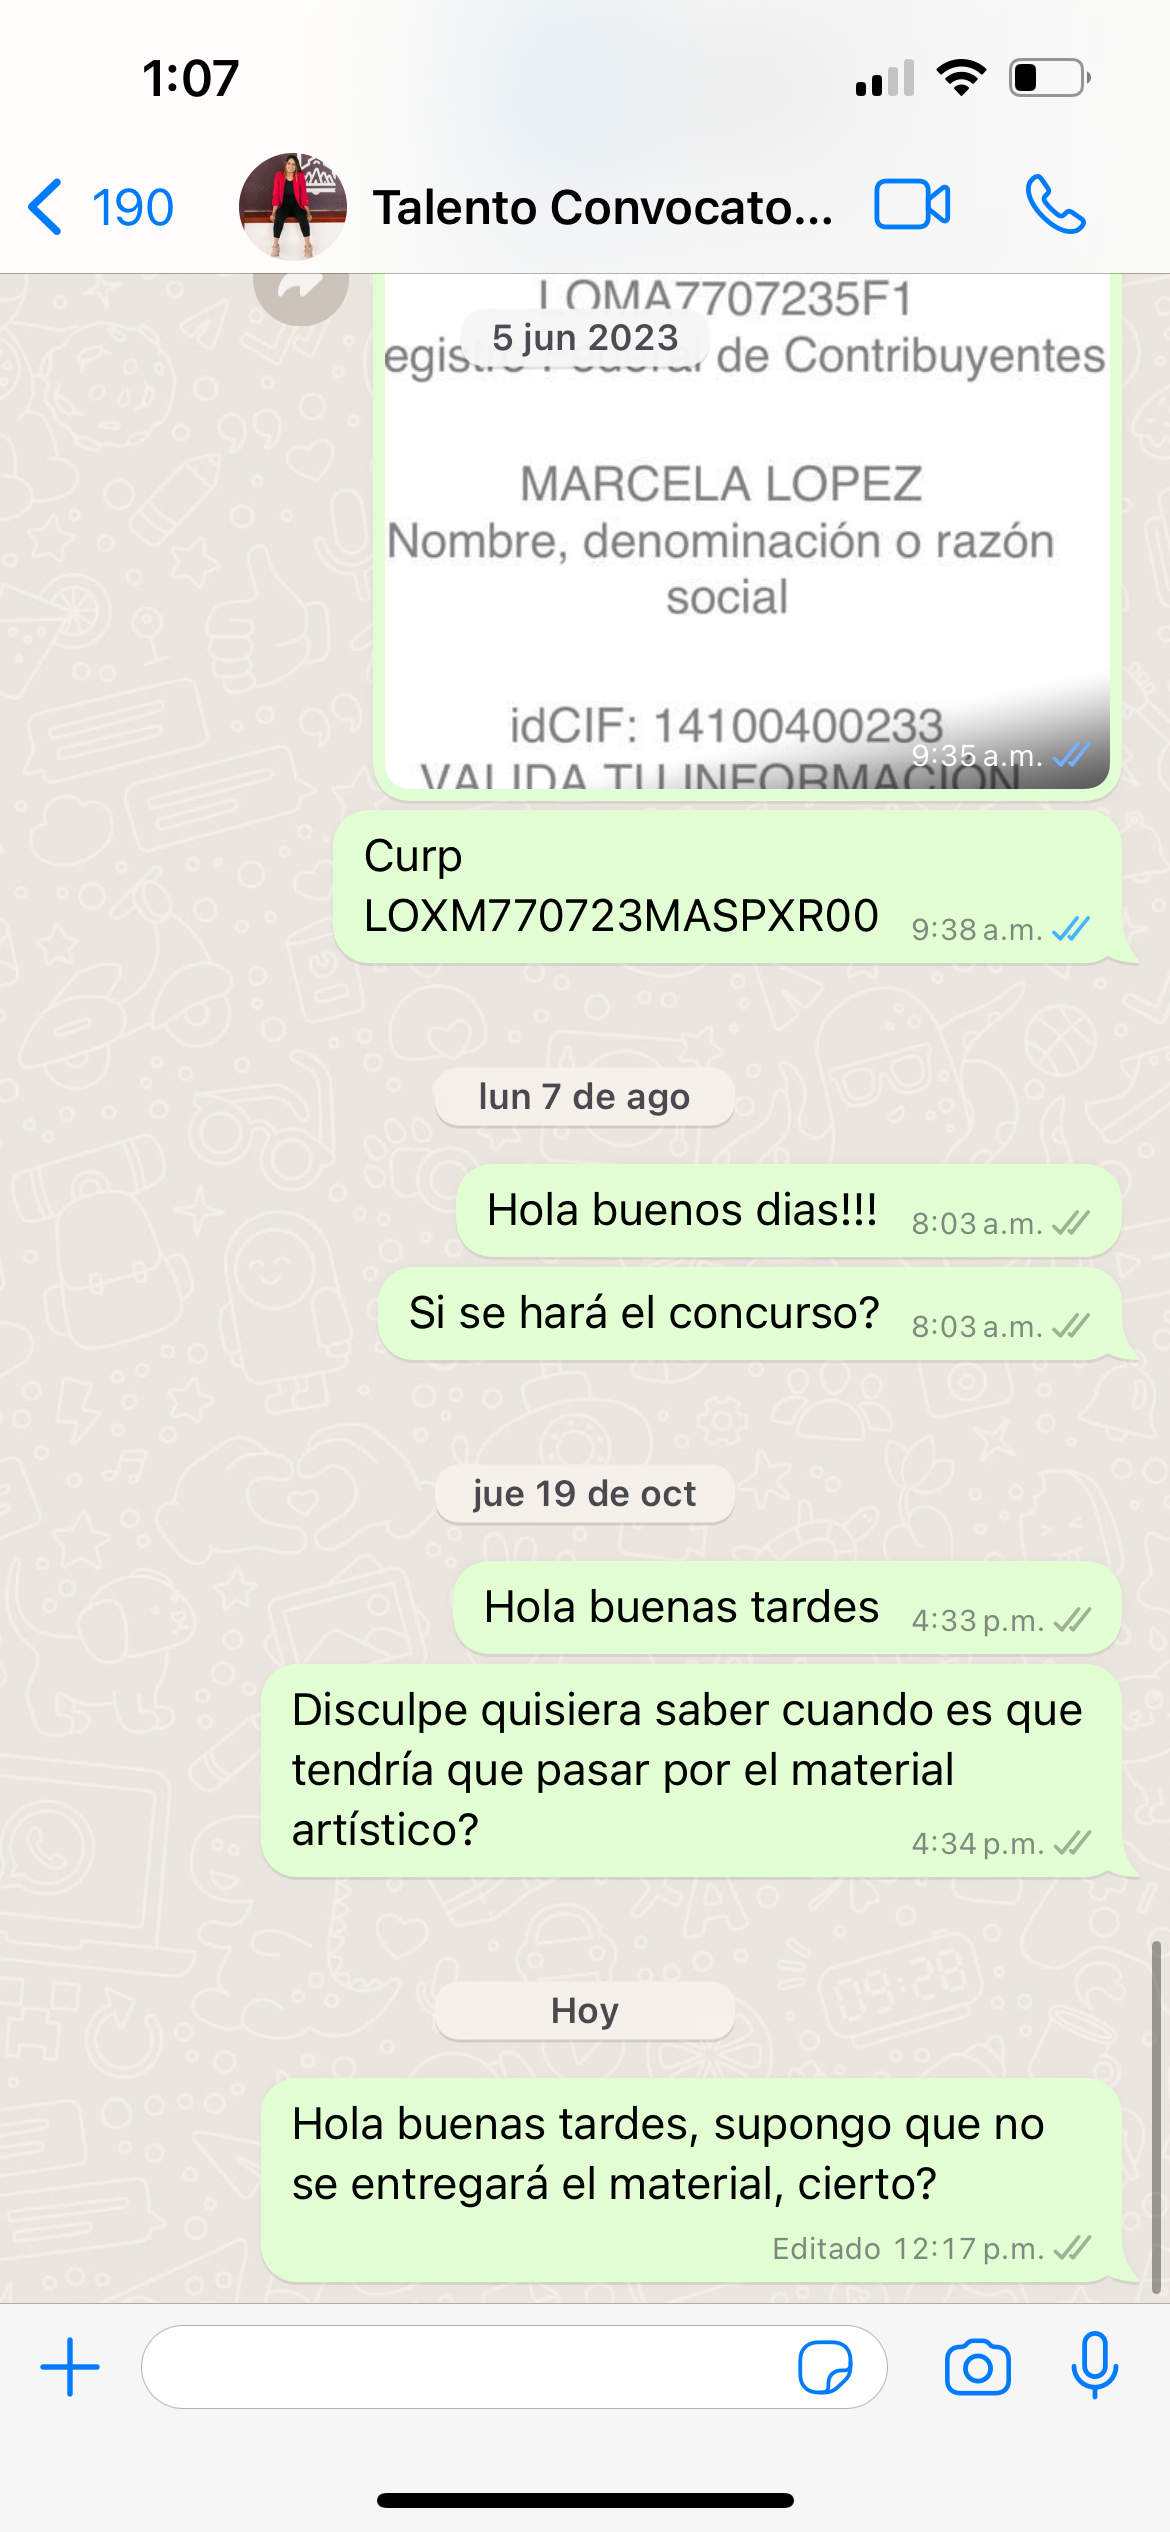 1:07
190
Talento Convocato...
LOMA7707235F1
5 jun 2023
de Contribuyentes
MARCELA LOPEZ
Nombre, denominación o razón
social
idCIF: 14100400233
VALIDA TU INFORMACIÓN
9:35 a.m.
Curp
LOXM770723MASPXR00
9:38 a.m.
lun 7 de ago
Hola buenos dias!!!
8:03 a.m.
Si se hará el concurso?
8:03 a.m.
jue 19 de oct
Hola buenas tardes
4:33 p.m.
Disculpe quisiera saber cuando es que
tendría que pasar por el material
artístico?
4:34 p.m.
Hoy
Hola buenas tardes, supongo que no
se entregará el material, cierto?
Editado 12:17 p.m.